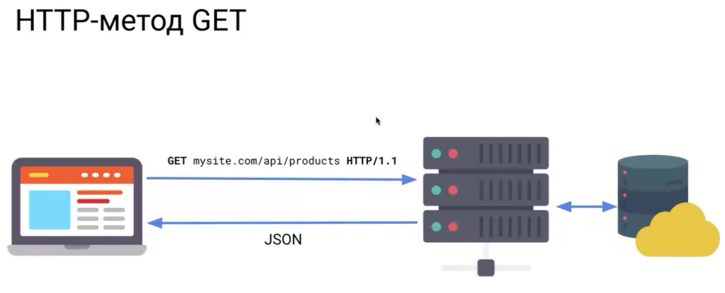 HTTP-метод GET
GET mysite.com/api/products HTTP/1.1
JSON